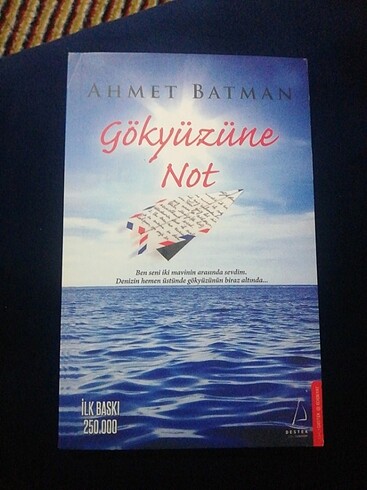 AHMET BATMAN
Gökyüzüne
Not
Ben seni iki mavinin arasında sevdim.
Denizin hemen üstünde gökyüzünün biraz altında...
İLK BASKI
250.000
DESTEK